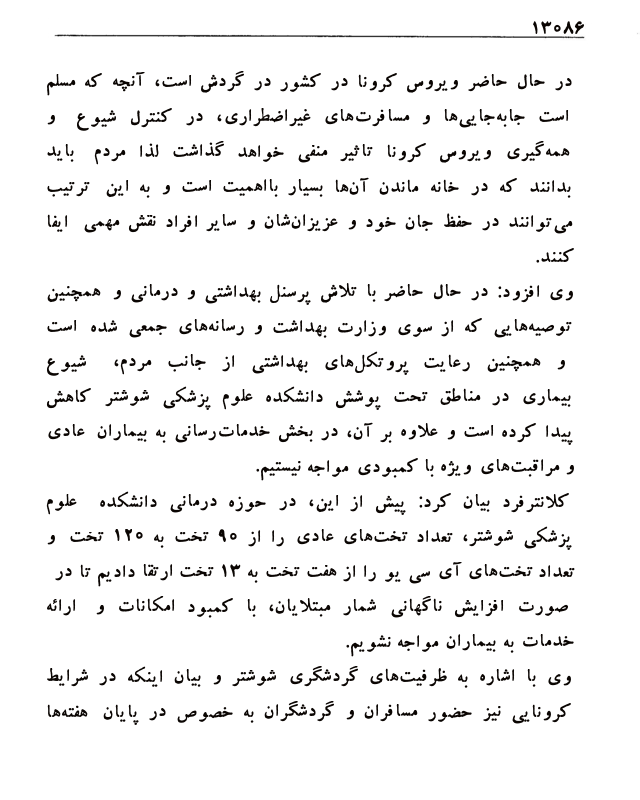 ۱۳۰۸۶
در حال حاضر ویروس کرونا در کشور در گردش است، آنچه که مسلم
است جابه‌جایی‌ها و مسافرت‌های غیراضطراری، در کنترل شیوع و
همه‌گیری ویروس کرونا تاثیر منفی خواهد گذاشت لذا مردم باید
بدانند که در خانه ماندن آن‌ها بسیار بااهمیت است و به این ترتیب
می‌توانند در حفظ جان خود و عزیزان‌شان و سایر افراد نقش مهمی ایفا
کنند.
وی افزود: در حال حاضر با تلاش پرسنل بهداشتی و درمانی و همچنین
توصیه‌هایی که از سوی وزارت بهداشت و رسانه‌های جمعی شده است
و همچنین رعایت پروتکل‌های بهداشتی از جانب مردم، شیوع
بیماری در مناطق تحت پوشش دانشکده علوم پزشکی شوشتر کاهش
پیدا کرده است و علاوه بر آن، در بخش خدمات‌رسانی به بیماران عادی
و مراقبت‌های ویژه با کمبودی مواجه نیستیم.
کلانترفرد بیان کرد: پیش از این، در حوزه درمانی دانشکده علوم
پزشکی شوشتر، تعداد تخت‌های عادی را از ۹۰ تخت به ۱۲۰ تخت و
تعداد تخت‌های آی سی یو را از هفت تخت به ۱۳ تخت ارتقا دادیم تا در
صورت افزایش ناگهانی شمار مبتلایان، با کمبود امکانات و ارائه
خدمات به بیماران مواجه نشویم.
وی با اشاره به ظرفیت‌های گردشگری شوشتر و بیان اینکه در شرایط
کرونایی نیز حضور مسافران و گردشگران به خصوص در پایان هفته‌ها